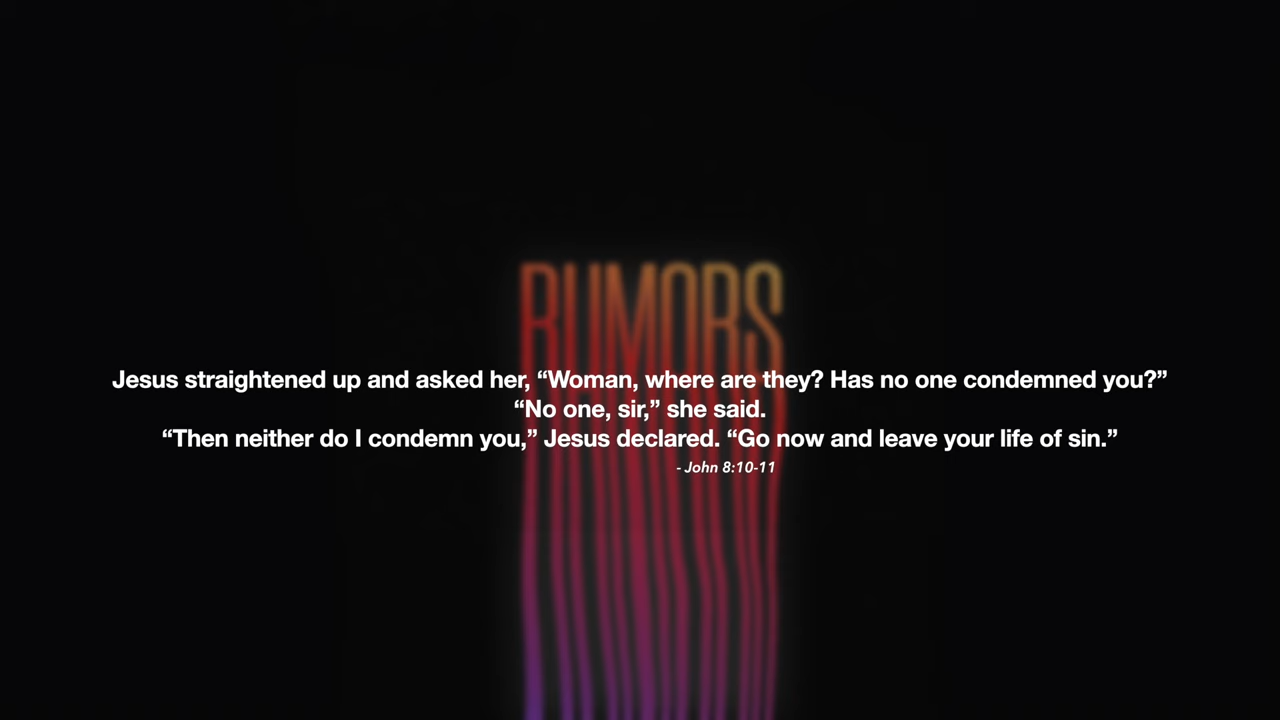 RUMORS
Jesus straightened up and asked her, “Woman, where are they? Has no one condemned you?”
“No one, sir,” she said.
“Then neither do I condemn you,” Jesus declared. “Go now and leave your life of sin.”
- John 8:10-11